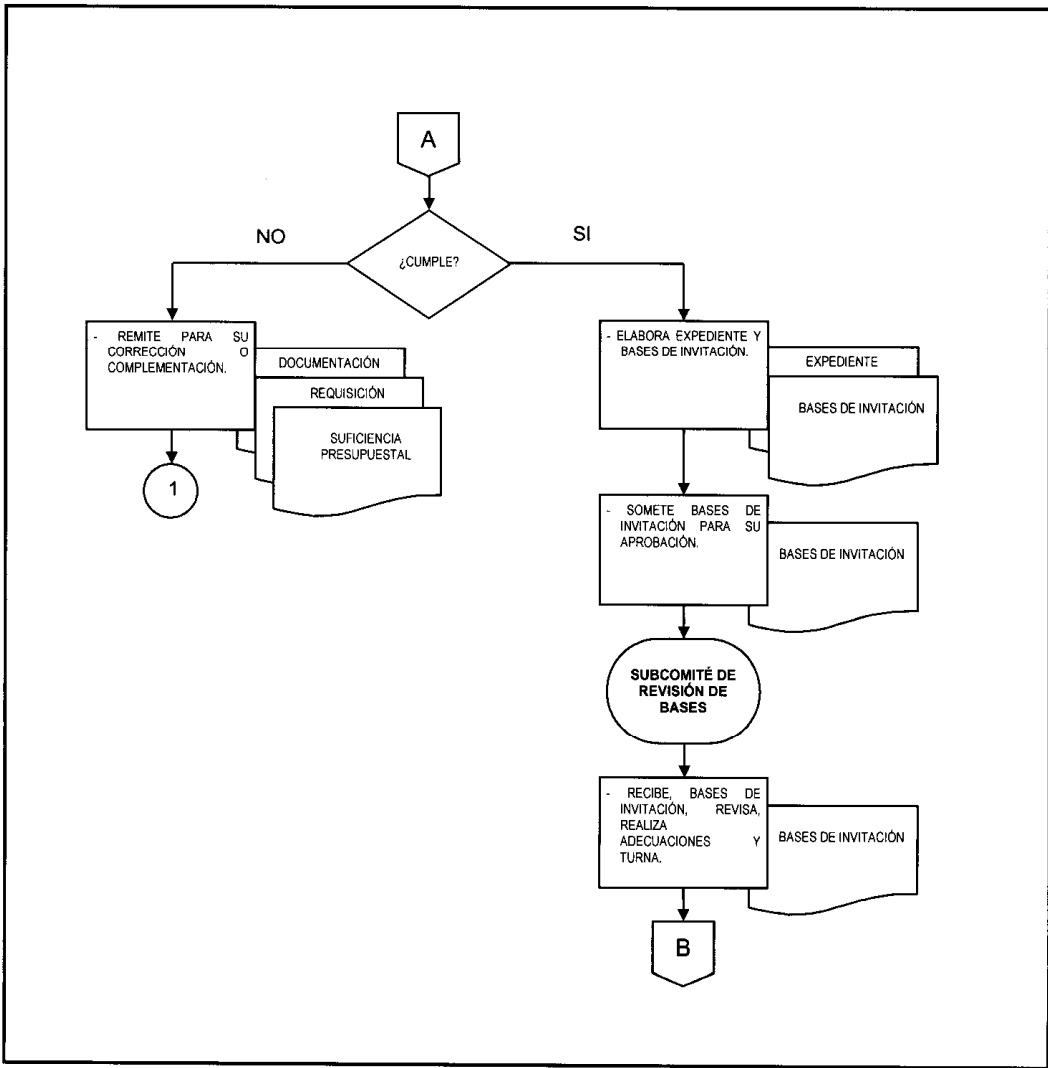 A
¿CUMPLE?
NO
SI
- REMITE PARA SU
CORRECCIÓN O
COMPLEMENTACIÓN.
DOCUMENTACIÓN
REQUISICIÓN
SUFICIENCIA
PRESUPUESTAL
1
- ELABORA EXPEDIENTE Y
BASES DE INVITACIÓN.
EXPEDIENTE
BASES DE INVITACIÓN
- SOMETE BASES DE
INVITACIÓN PARA SU
APROBACIÓN.
BASES DE INVITACIÓN
SUBCOMITÉ DE
REVISIÓN DE
BASES
- RECIBE, BASES DE
INVITACIÓN, REVISA,
REALIZA
ADECUACIONES Y
TURNA.
BASES DE INVITACIÓN
B